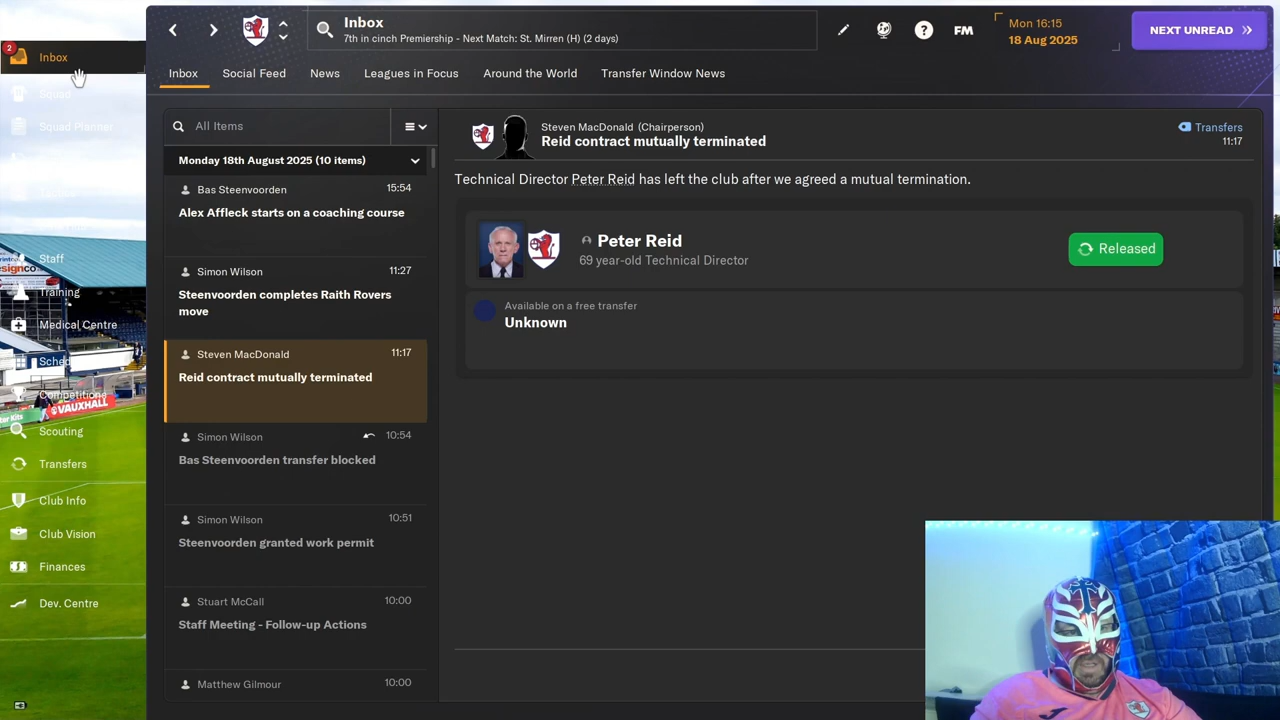 2
Inbox
Squad
Squad Planner
Staff
Training
Medical Centre
Sched
Competitions
Scouting
Transfers
Club Info
Club Vision
Finances
Dev. Centre
VAUXHALL
Inbox
7th in cinch Premiership - Next Match: St. Mirren (H) (2 days)
FM
Mon 16:15
18 Aug 2025
NEXT UNREAD
Inbox
Social Feed
News
Leagues in Focus
Around the World
Transfer Window News
All Items
Monday 18th August 2025 (10 items)
Bas Steenvoorden 15:54
Alex Affleck starts on a coaching course
Simon Wilson 11:27
Steenvoorden completes Raith Rovers
move
Steven MacDonald 11:17
Reid contract mutually terminated
Simon Wilson 10:54
Bas Steenvoorden transfer blocked
Simon Wilson 10:51
Steenvoorden granted work permit
Stuart McCall 10:00
Staff Meeting - Follow-up Actions
Matthew Gilmour 10:00
Steven MacDonald (Chairperson)
Reid contract mutually terminated
Transfers
11:17
Technical Director Peter Reid has left the club after we agreed a mutual termination.
Peter Reid
69 year-old Technical Director
Released
Available on a free transfer
Unknown